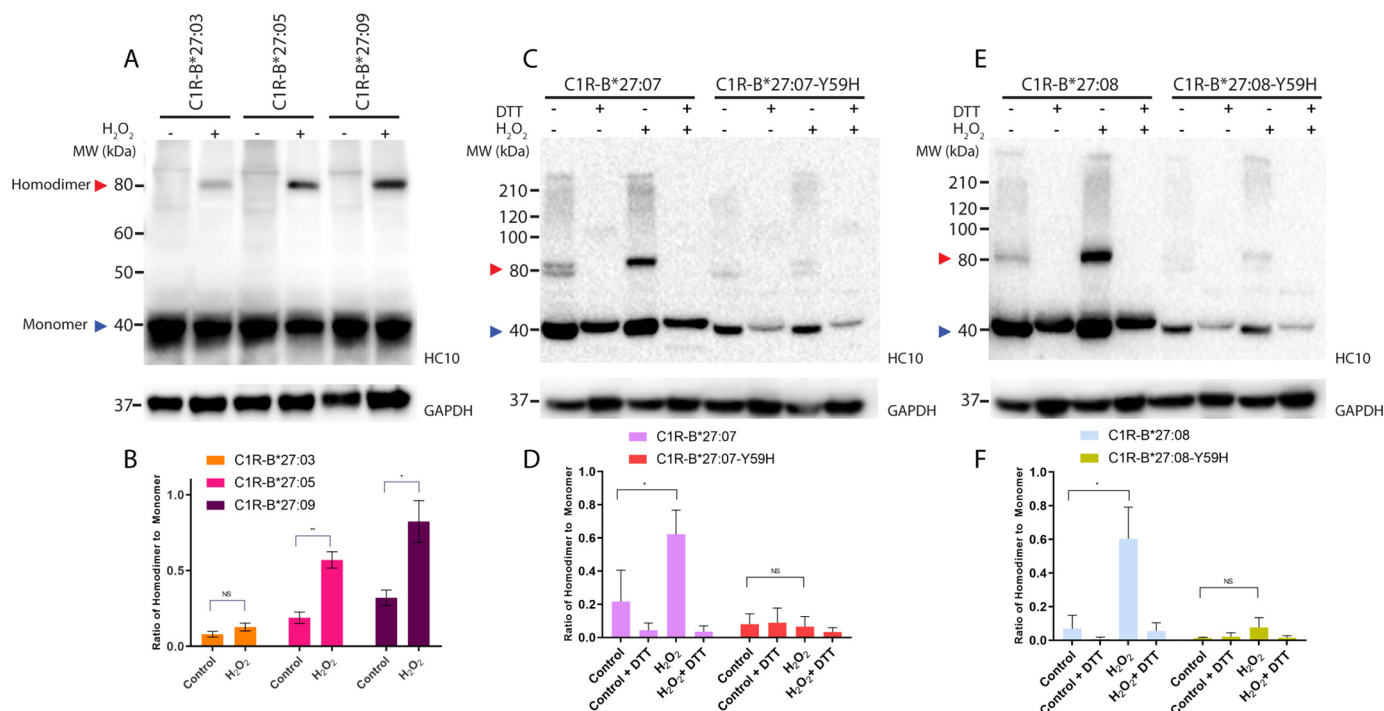 A
C1R-B*27:03
C1R-B*27:05
C1R-B*27:09
H₂O₂ - + - + - +
MW (kDa)
Homodimer 80
60
50
Monomer 40
HC10
37
GAPDH
B
C1R-B*27:03
C1R-B*27:05
C1R-B*27:09
Ratio of Homodimer to Monomer
1.0
0.5
0.0
NS
**
*
Control
H₂O₂
Control
H₂O₂
Control
H₂O₂
C
C1R-B*27:07 C1R-B*27:07-Y59H
DTT - + - + - + - +
H₂O₂ - - + + - - + +
MW (kDa)
210
120
100
80
40
HC10
37
GAPDH
D
C1R-B*27:07
C1R-B*27:07-Y59H
Ratio of Homodimer to Monomer
1.0
0.8
0.6
0.4
0.2
0.0
*
NS
Control
Control + DTT
H₂O₂
H₂O₂+ DTT
Control
Control + DTT
H₂O₂
H₂O₂+ DTT
E
C1R-B*27:08 C1R-B*27:08-Y59H
DTT - + - + - + - +
H₂O₂ - - + + - - + +
MW (kDa)
210
120
100
80
40
HC10
37
GAPDH
F
C1R-B*27:08
C1R-B*27:08-Y59H
Ratio of Homodimer to Monomer
1.0
0.8
0.6
0.4
0.2
0.0
*
NS
Control
Control + DTT
H₂O₂
H₂O₂+ DTT
Control
Control + DTT
H₂O₂
H₂O₂+ DTT